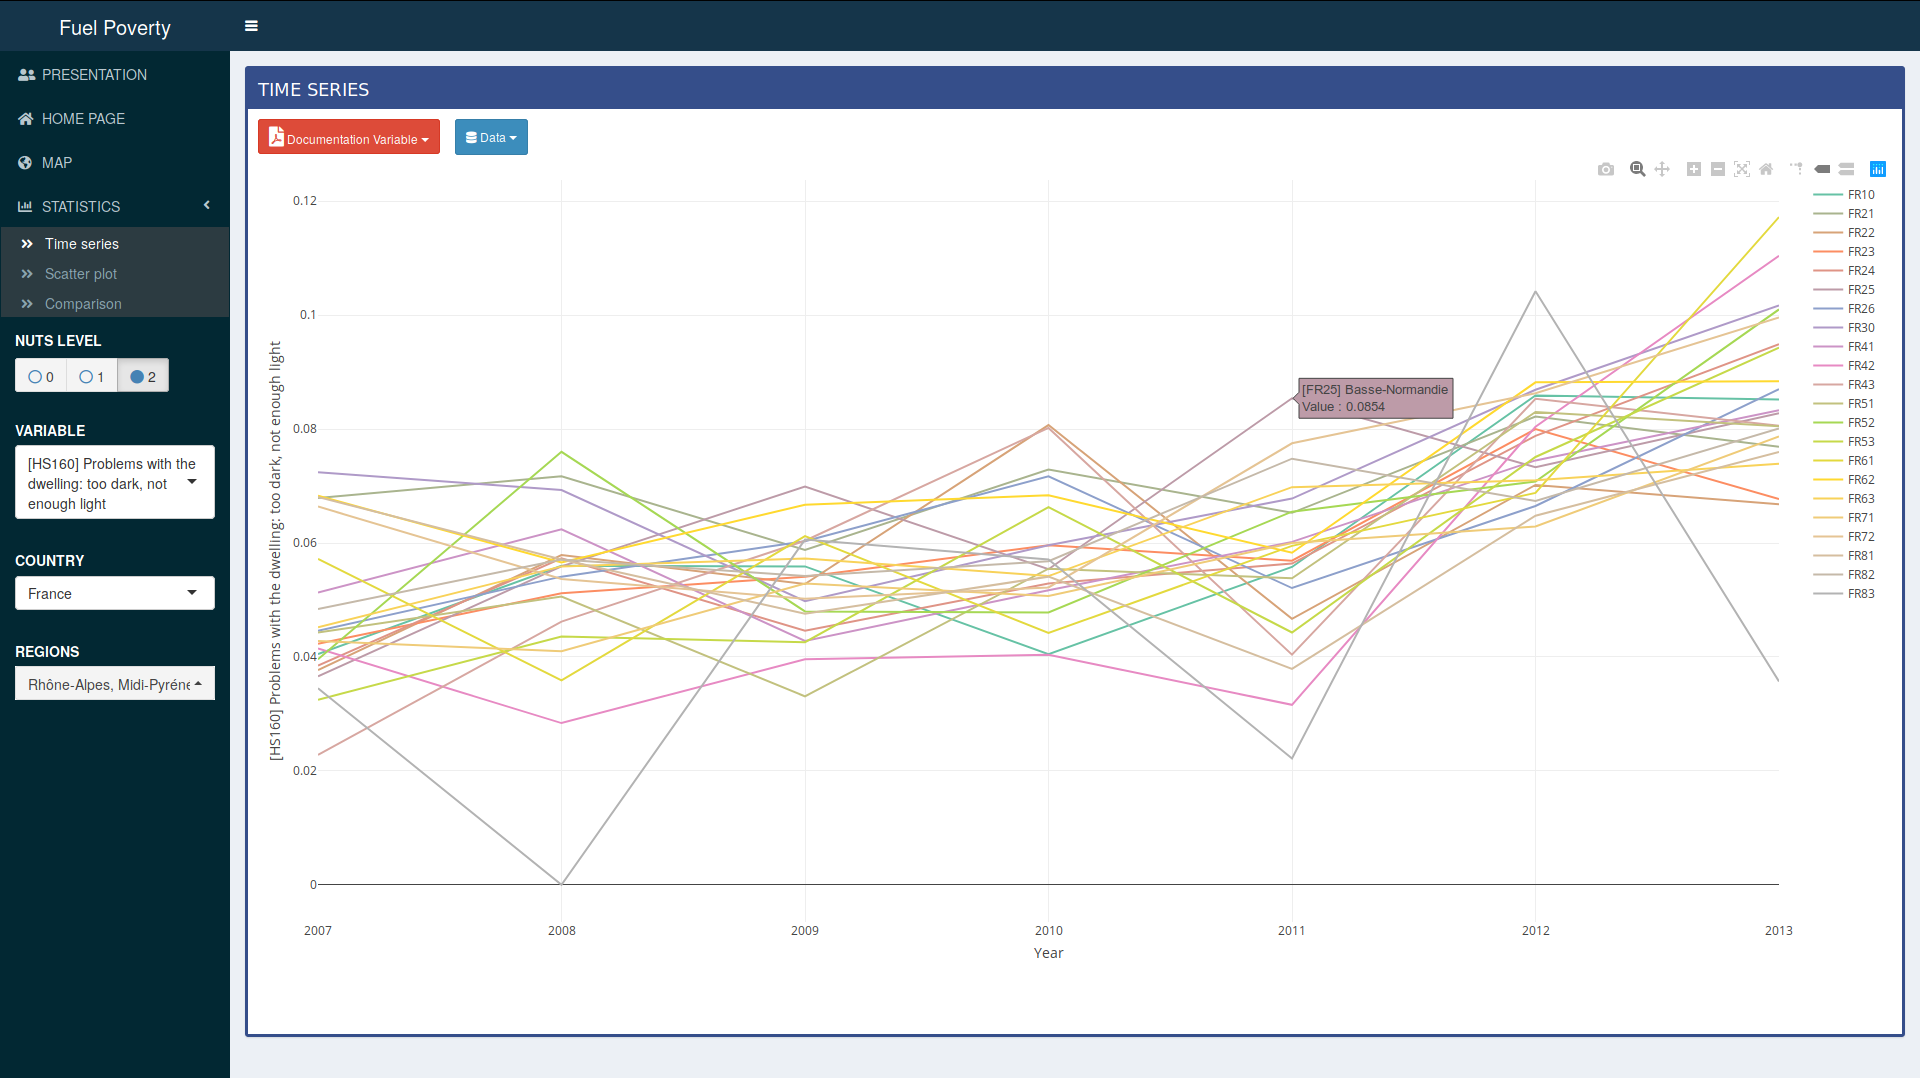 Fuel Poverty
PRESENTATION
HOME PAGE
MAP
STATISTICS
Time series
Scatter plot
Comparison
NUTS LEVEL
0 1 2
VARIABLE
[HS160] Problems with the
dwelling: too dark, not
enough light
COUNTRY
France
REGIONS
Rhône-Alpes, Midi-Pyréné
TIME SERIES
Documentation Variable
Data
[HS160] Problems with the dwelling: too dark, not enough light
0.12
0.1
0.08
0.06
0.04
0.02
0
2007 2008 2009 2010 2011 2012 2013
Year
[FR25] Basse-Normandie
Value : 0.0854
FR10
FR21
FR22
FR23
FR24
FR25
FR26
FR30
FR41
FR42
FR43
FR51
FR52
FR53
FR61
FR62
FR63
FR71
FR72
FR81
FR82
FR83